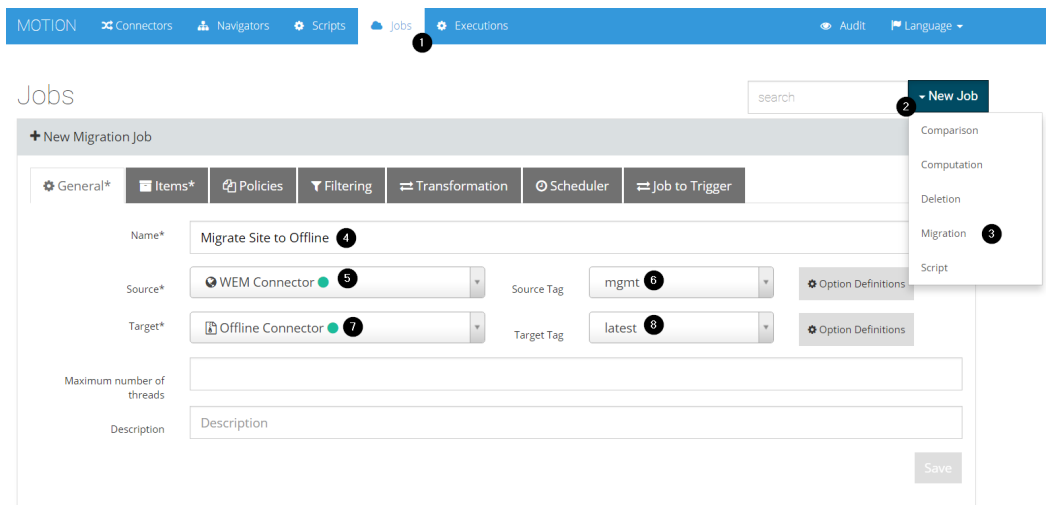 MOTION Connectors Navigators Scripts Jobs Executions Audit Language
1
Jobs
search
2
New Job
New Migration Job
Comparison
Computation
Deletion
Migration 3
Script
General* Items* Policies Filtering Transformation Scheduler Job to Trigger
Name* Migrate Site to Offline 4
Source* WEM Connector 5 Source Tag mgmt 6 Option Definitions
Target* Offline Connector 7 Target Tag latest 8 Option Definitions
Maximum number of
threads
Description Description
Save